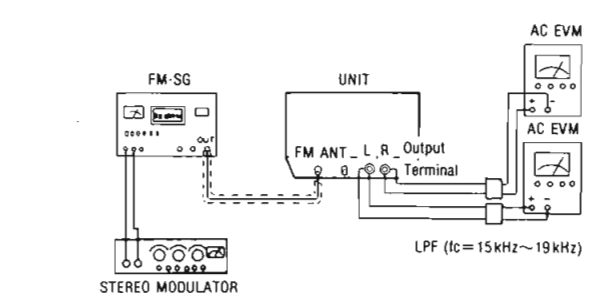 AC EVM
FM-SG
UNIT
OUT
FM ANT
L R Output
Terminal
AC EVM
+ -
+ -
LPF (fc=15kHz~19kHz)
STEREO MODULATOR